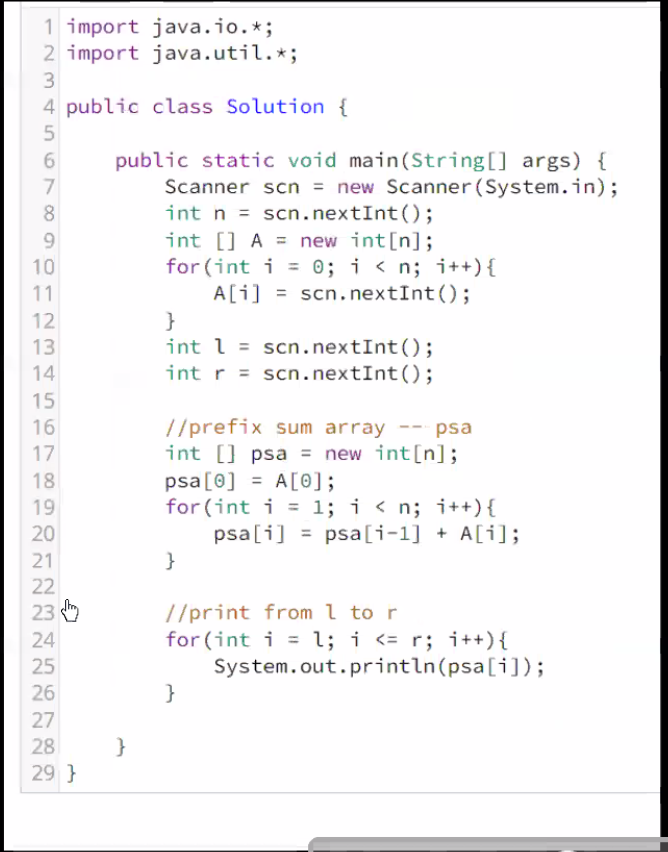 1 import java.io.*;
2 import java.util.*;
3
4 public class Solution {
5
6     public static void main(String[] args) {
7         Scanner scn = new Scanner(System.in);
8         int n = scn.nextInt();
9         int [] A = new int[n];
10         for(int i = 0; i < n; i++){
11             A[i] = scn.nextInt();
12         }
13         int l = scn.nextInt();
14         int r = scn.nextInt();
15
16         //prefix sum array -- psa
17         int [] psa = new int[n];
18         psa[0] = A[0];
19         for(int i = 1; i < n; i++){
20             psa[i] = psa[i-1] + A[i];
21         }
22
23         //print from l to r
24         for(int i = l; i <= r; i++){
25             System.out.println(psa[i]);
26         }
27
28     }
29 }